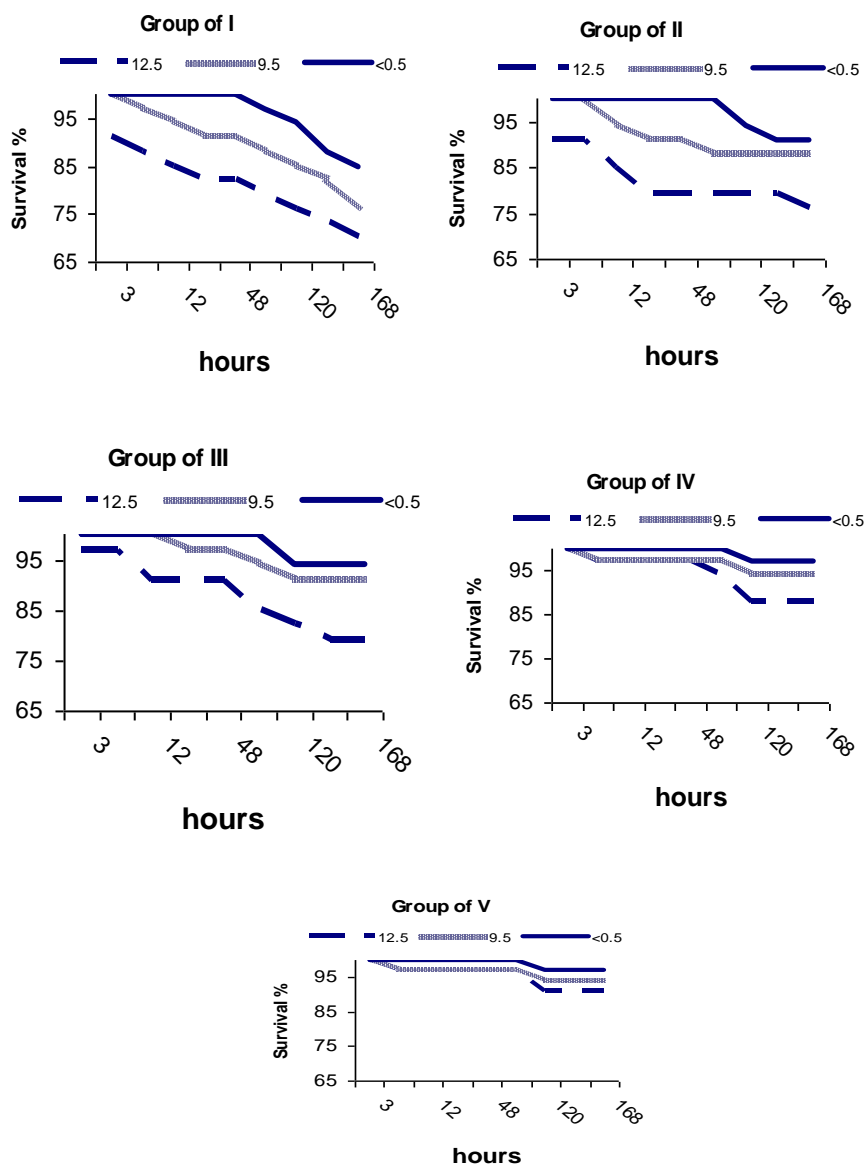 Group of I
12.5 9.5 <0.5
Survival %
95
85
75
65
3 12 48 120 168
hours
Group of II
12.5 9.5 <0.5
Survival %
95
85
75
65
3 12 48 120 168
hours
Group of III
12.5 9.5 <0.5
95
85
75
65
3 12 48 120 168
hours
Group of IV
12.5 9.5 <0.5
Survival %
95
85
75
65
3 12 48 120 168
hours
Group of V
12.5 9.5 <0.5
Survival %
95
85
75
65
3 12 48 120 168
hours